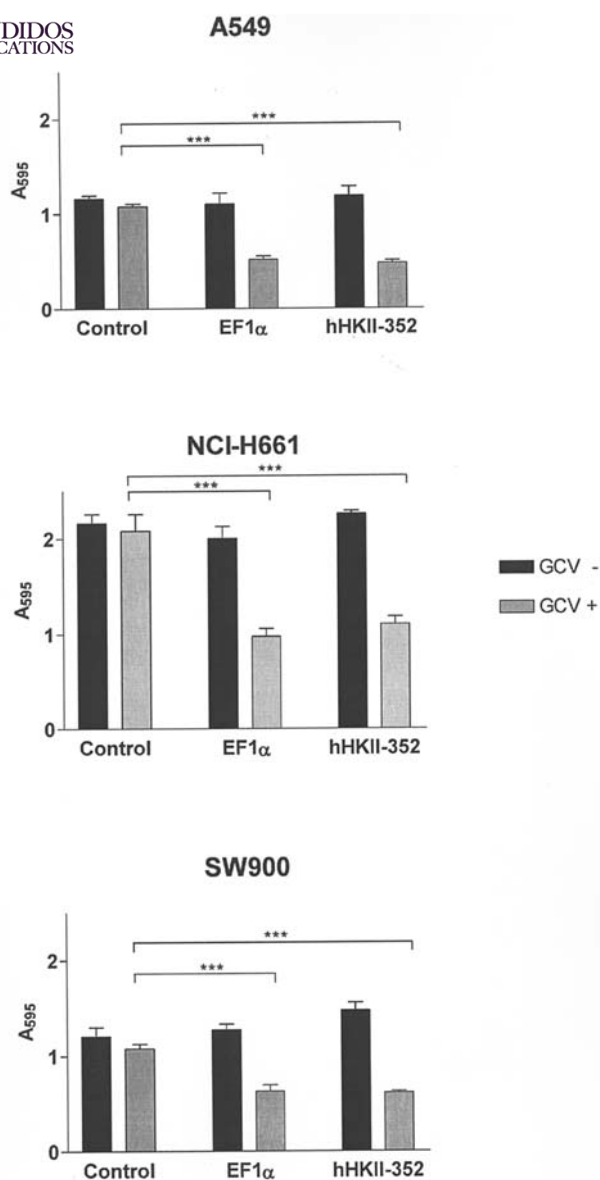 A549
NDIDOS
CATIONS
2
***
***
A595
1
0
Control EF1α hHKII-352
NCI-H661
***
***
2
A595
1
0
Control EF1α hHKII-352
GCV -
GCV +
SW900
***
***
2
A595
1
0
Control EF1α hHKII-352